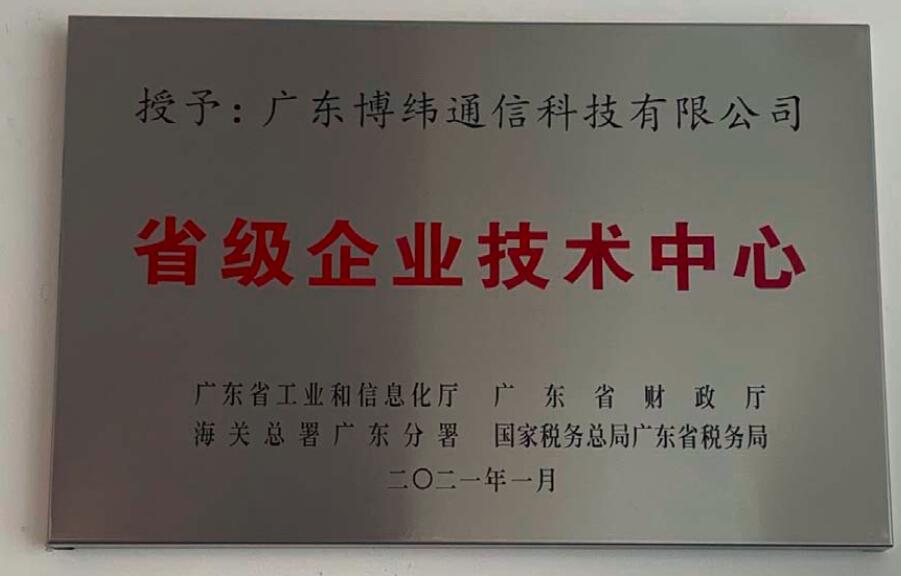 授予：广东博纬通信科技有限公司
省级企业技术中心
广东省工业和信息化厅 广东省财政厅
海关总署广东分署 国家税务总局广东省税务局
二〇二一年一月